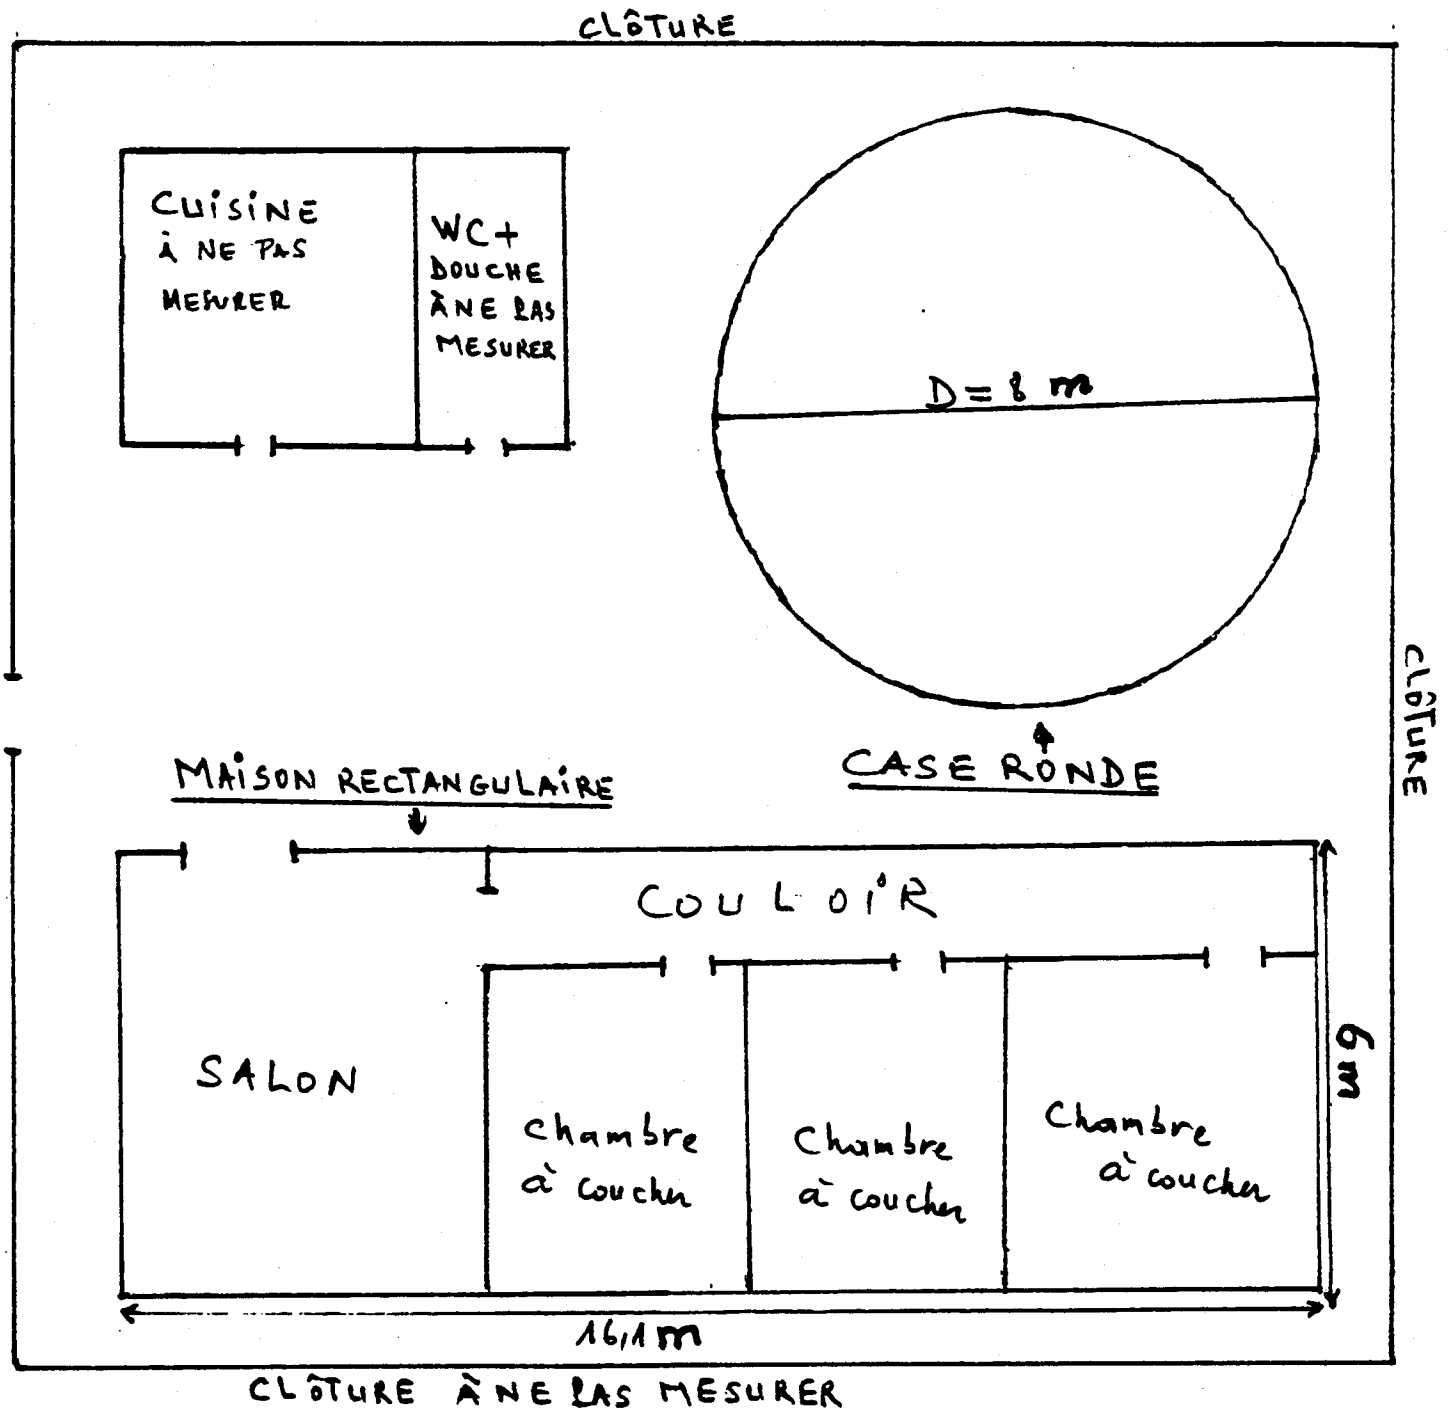 CLÔTURE
CUISINE
À NE PAS
MESURER
WC +
DOUCHE
À NE PAS
MESURER
D = 8 m
CLÔTURE
CASE RONDE
MAISON RECTANGULAIRE
COULOIR
SALON
Chambre
à coucher
Chambre
à coucher
Chambre
à coucher
6 m
16,1 m
CLÔTURE À NE PAS MESURER